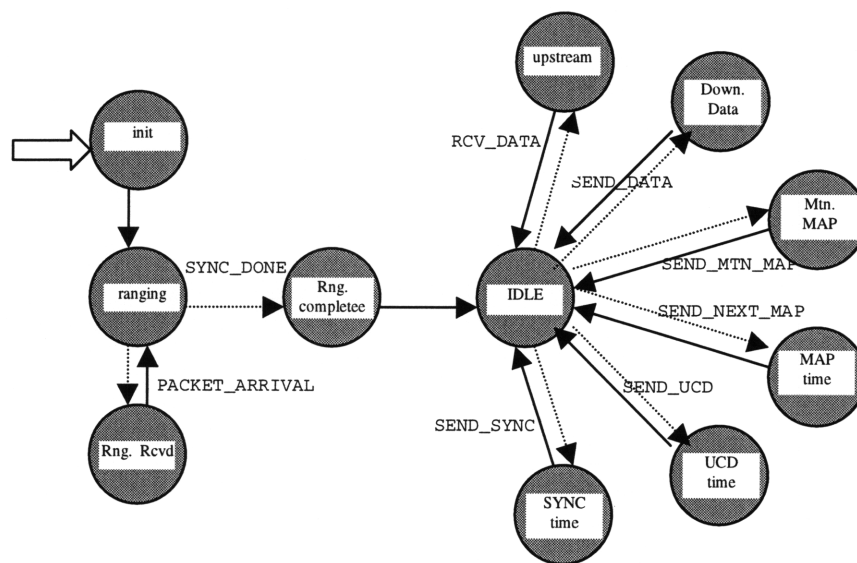 upstream
Down.
Data
init
RCV_DATA
SEND_DATA
Mtn.
MAP
SYNC_DONE
SEND_MTN_MAP
ranging
Rng.
completee
IDLE
SEND_NEXT_MAP
MAP
time
PACKET_ARRIVAL
SEND_UCD
SEND_SYNC
Rng. Rcvd
UCD
time
SYNC
time